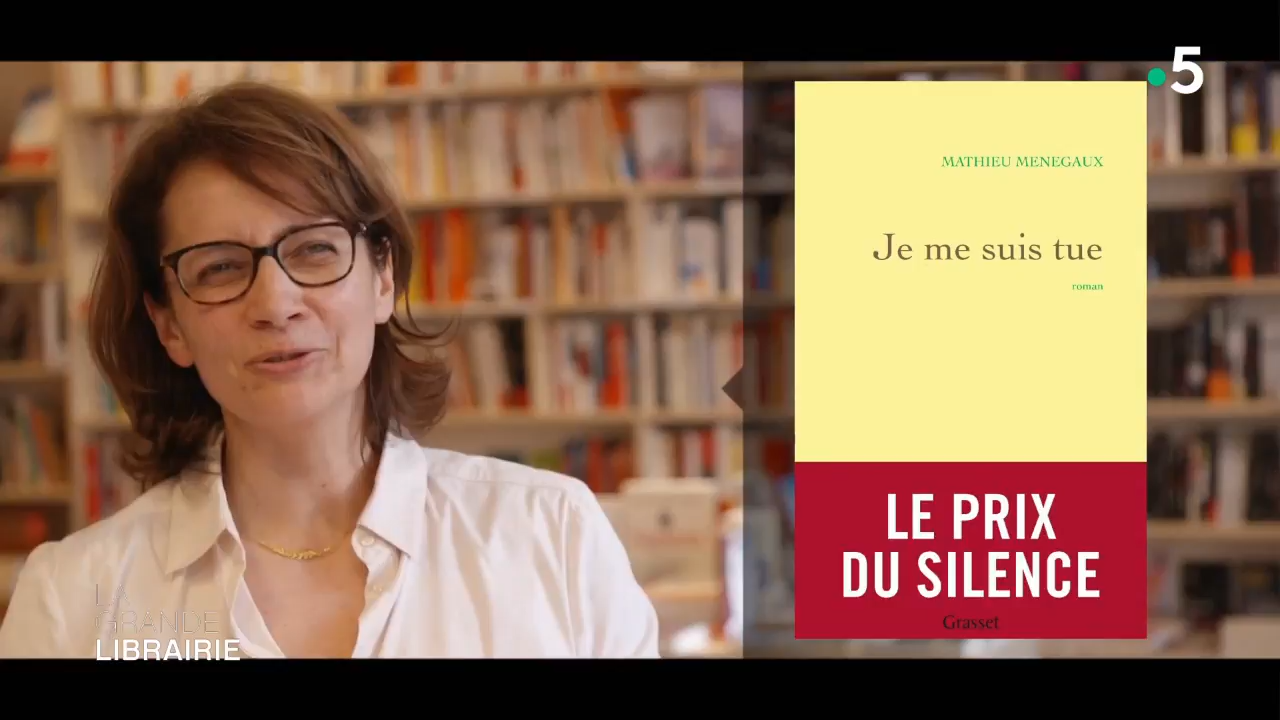 5
MATHIEU MENEGAUX
Je me suis tue
roman
LE PRIX
DU SILENCE
Grasset
LA
GRANDE
LIBRAIRIE